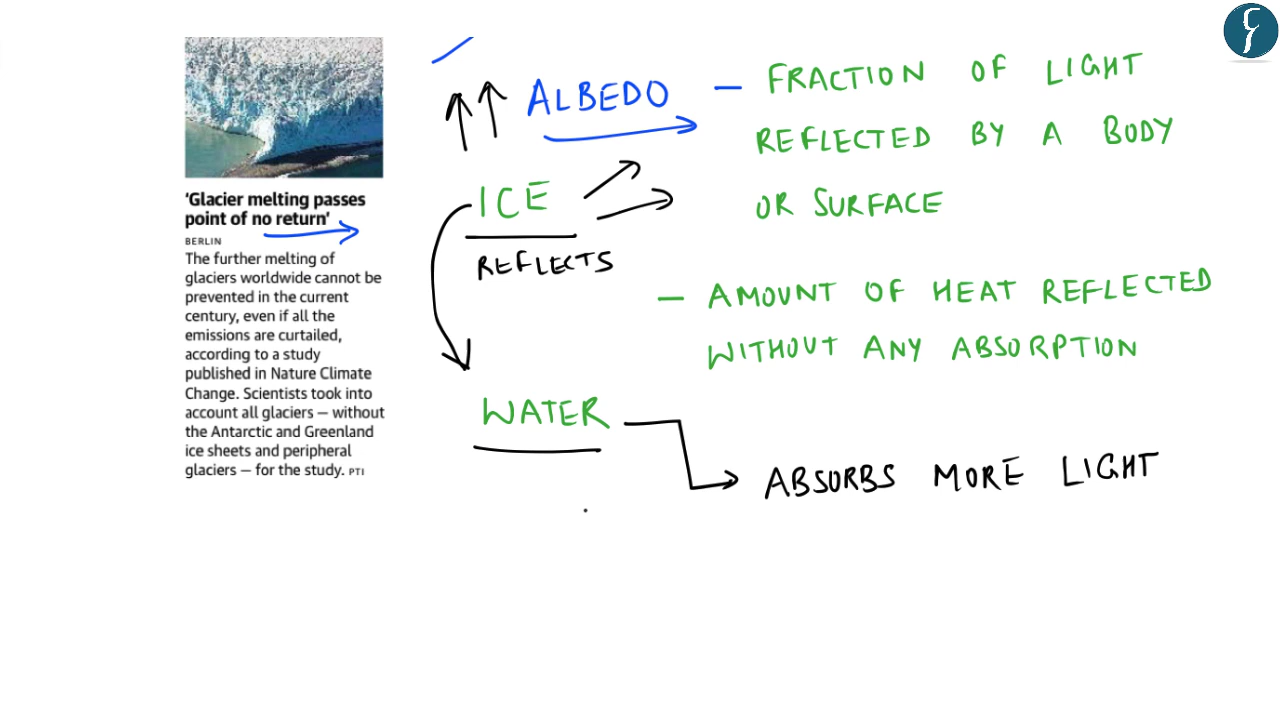 'Glacier melting passes
point of no return'
BERLIN
The further melting of
glaciers worldwide cannot be
prevented in the current
century, even if all the
emissions are curtailed,
according to a study
published in Nature Climate
Change. Scientists took into
account all glaciers — without
the Antarctic and Greenland
ice sheets and peripheral
glaciers — for the study. PTI
ALBEDO – FRACTION OF LIGHT
REFLECTED BY A BODY
OR SURFACE
ICE
REFLECTS
– AMOUNT OF HEAT REFLECTED
WITHOUT ANY ABSORPTION
WATER
ABSORBS MORE LIGHT